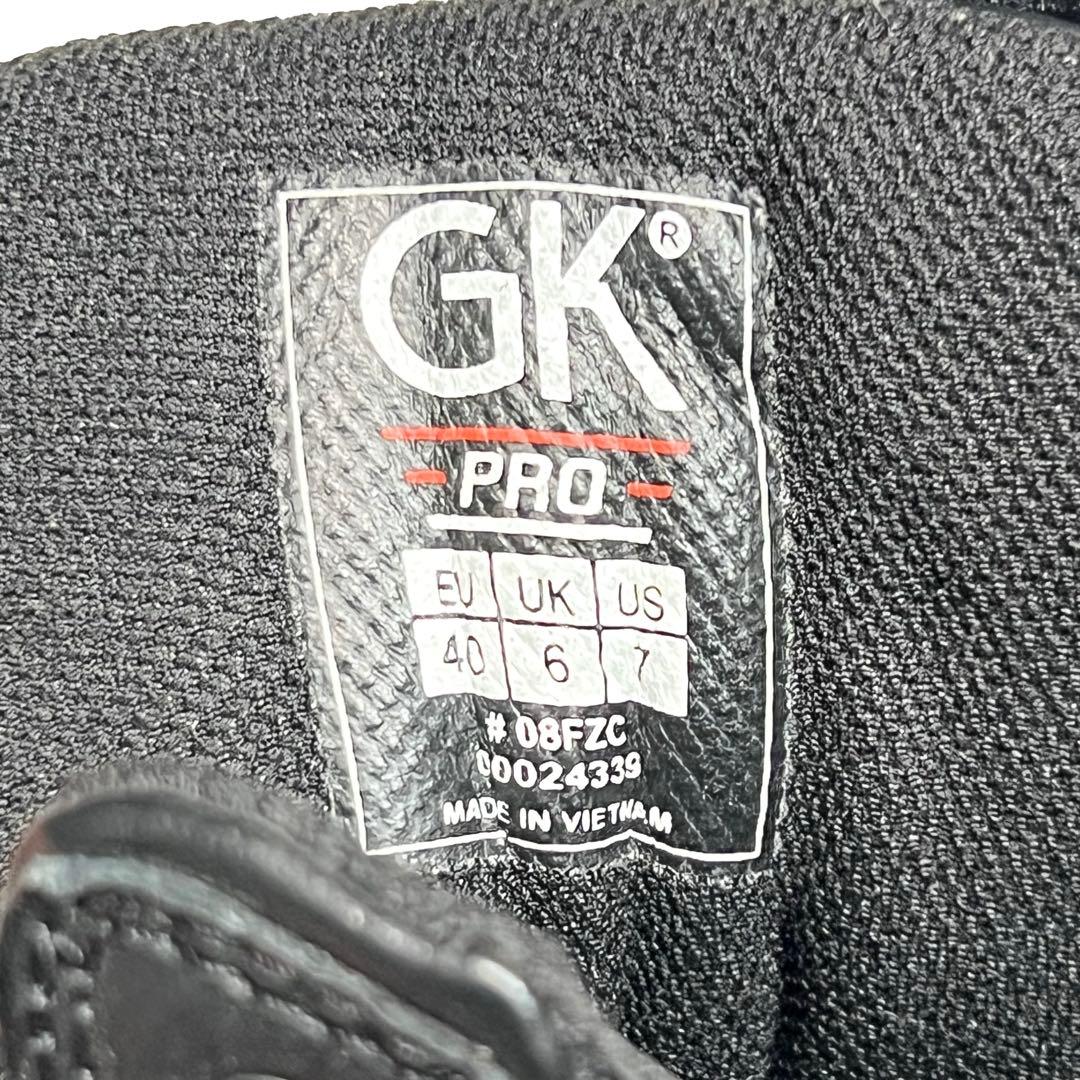 GK®
PRO
EU UK US
40 6 7
# 08FZC
00024339
MADE IN VIETNAM